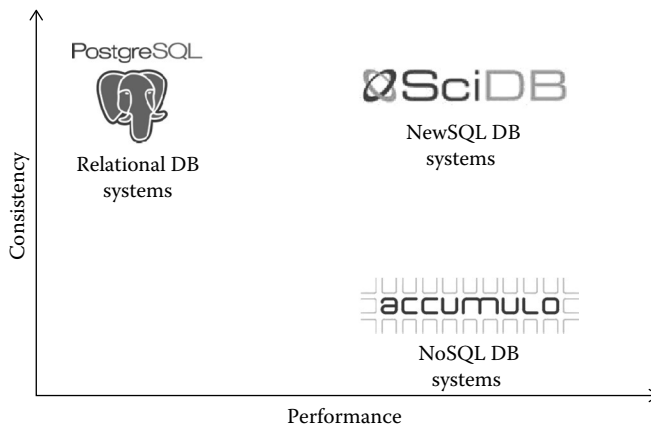 PostgreSQL
Relational DB
systems
SciDB
NewSQL DB
systems
accumulo
NoSQL DB
systems
Consistency
Performance